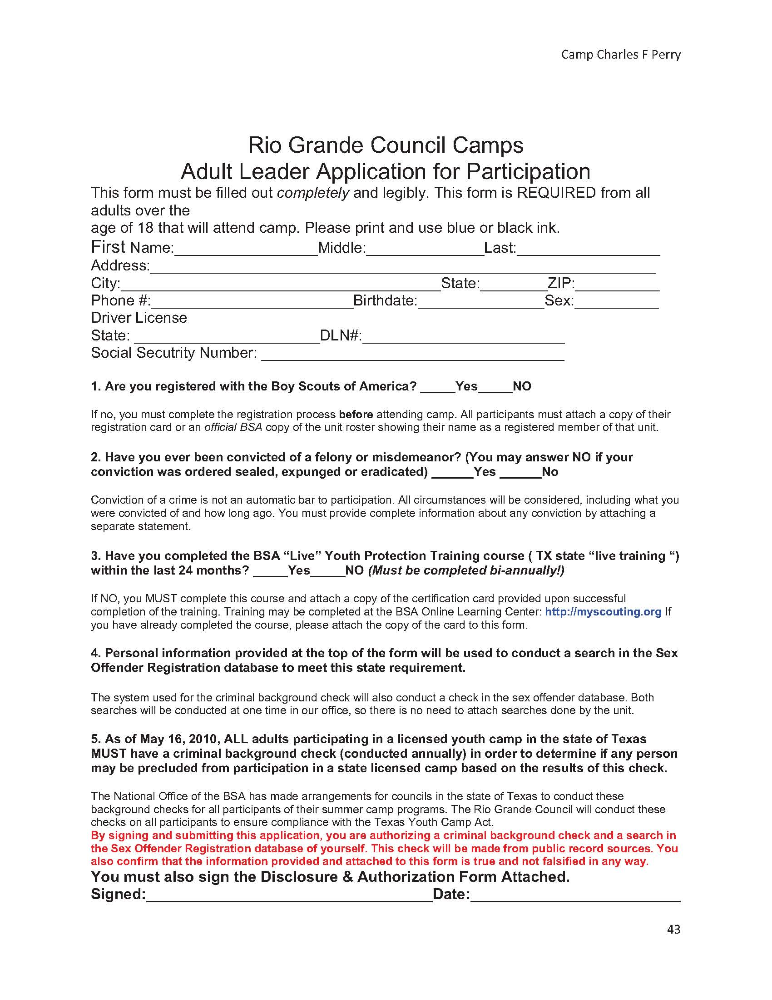 Camp Charles F Perry
Rio Grande Council Camps
Adult Leader Application for Participation
This form must be filled out completely and legibly. This form is REQUIRED from all
adults over the
age of 18 that will attend camp. Please print and use blue or black ink.
First Name:_________________Middle:______________Last:_________________
Address:____________________________________________________________
City:______________________________________State:________ZIP:__________
Phone #:________________________Birthdate:_______________Sex:__________
Driver License
State: ______________________DLN#:________________________
Social Secutrity Number: ____________________________________
1. Are you registered with the Boy Scouts of America? _____Yes_____NO
If no, you must complete the registration process before attending camp. All participants must attach a copy of their
registration card or an official BSA copy of the unit roster showing their name as a registered member of that unit.
2. Have you ever been convicted of a felony or misdemeanor? (You may answer NO if your
conviction was ordered sealed, expunged or eradicated) ______Yes ______No
Conviction of a crime is not an automatic bar to participation. All circumstances will be considered, including what you
were convicted of and how long ago. You must provide complete information about any conviction by attaching a
separate statement.
3. Have you completed the BSA “Live” Youth Protection Training course ( TX state “live training “)
within the last 24 months? _____Yes_____NO (Must be completed bi-annually!)
If NO, you MUST complete this course and attach a copy of the certification card provided upon successful
completion of the training. Training may be completed at the BSA Online Learning Center: http://myscouting.org If
you have already completed the course, please attach the copy of the card to this form.
4. Personal information provided at the top of the form will be used to conduct a search in the Sex
Offender Registration database to meet this state requirement.
The system used for the criminal background check will also conduct a check in the sex offender database. Both
searches will be conducted at one time in our office, so there is no need to attach searches done by the unit.
5. As of May 16, 2010, ALL adults participating in a licensed youth camp in the state of Texas
MUST have a criminal background check (conducted annually) in order to determine if any person
may be precluded from participation in a state licensed camp based on the results of this check.
The National Office of the BSA has made arrangements for councils in the state of Texas to conduct these
background checks for all participants of their summer camp programs. The Rio Grande Council will conduct these
checks on all participants to ensure compliance with the Texas Youth Camp Act.
By signing and submitting this application, you are authorizing a criminal background check and a search in
the Sex Offender Registration database of yourself. This check will be made from public record sources. You
also confirm that the information provided and attached to this form is true and not falsified in any way.
You must also sign the Disclosure & Authorization Form Attached.
Signed:__________________________________Date:_________________________
43